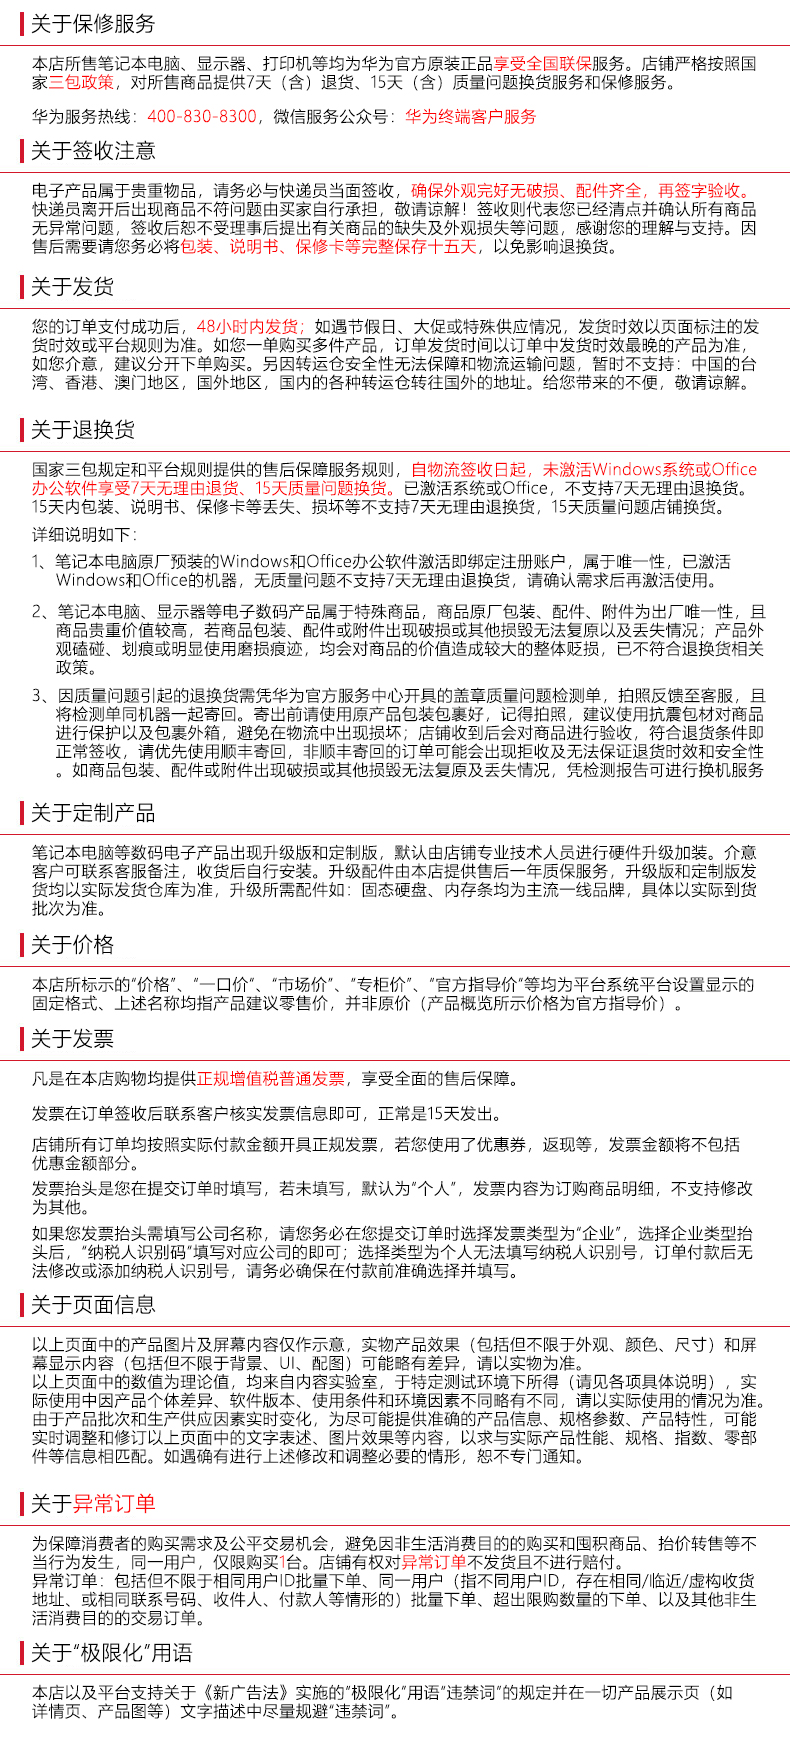 关于保修服务
本店所售笔记本电脑、显示器、打印机等均为华为官方原装正品享受全国联保服务。店铺严格按照国
家三包政策，对所售商品提供7天（含）退货、15天（含）质量问题换货服务和保修服务。
华为服务热线：400-830-8300，微信服务公众号：华为终端客户服务
关于签收注意
电子产品属于贵重物品，请务必与快递员当面签收，确保外观完好无破损、配件齐全，再签字验收。
快递员离开后出现商品不符问题由买家自行承担，敬请谅解！签收则代表您已经清点并确认所有商品
无异常问题，签收后恕不受理事后提出有关商品的缺失及外观损失等问题，感谢您的理解与支持。因
售后需要请您务必将包装、说明书、保修卡等完整保存十五天，以免影响退换货。
关于发货
您的订单支付成功后，48小时内发货；如遇节假日、大促或特殊供应情况，发货时效以页面标注的发
货时效或平台规则为准。如您一单购买多件产品，订单发货时间以订单中发货时效最晚的产品为准，
如您介意，建议分开下单购买。另因转运仓安全性无法保障和物流运输问题，暂时不支持：中国的台
湾、香港、澳门地区，国外地区，国内的各种转运仓转往国外的地址。给您带来的不便，敬请谅解。
关于退换货
国家三包规定和平台规则提供的售后保障服务规则，自物流签收日起，未激活Windows系统或Office
办公软件享受7天无理由退货、15天质量问题换货。已激活系统或Office，不支持7天无理由退换货。
15天内包装、说明书、保修卡等丢失、损坏等不支持7天无理由退换货，15天质量问题店铺换货。
详细说明如下：
1、笔记本电脑原厂预装的Windows和Office办公软件激活即绑定注册账户，属于唯一性，已激活
Windows和Office的机器，无质量问题不支持7天无理由退换货，请确认需求后再激活使用。
2、笔记本电脑、显示器等电子数码产品属于特殊商品，商品原厂包装、配件、附件为出厂唯一性，且
商品贵重价值较高，若商品包装、配件或附件出现破损或其他损毁无法复原以及丢失情况；产品外
观磕碰、划痕或明显使用磨损痕迹，均会对商品的价值造成较大的整体贬损，已不符合退换货相关
政策。
3、因质量问题引起的退换货需凭华为官方服务中心开具的盖章质量问题检测单，拍照反馈至客服，且
将检测单同机器一起寄回。寄出前请使用原产品包装包裹好，记得拍照，建议使用抗震包材对商品
进行保护以及包裹外箱，避免在物流中出现损坏；店铺收到后会对商品进行验收，符合退货条件即
正常签收，请优先使用顺丰寄回，非顺丰寄回的订单可能会出现拒收及无法保证退货时效和安全性
。如商品包装、配件或附件出现破损或其他损毁无法复原及丢失情况，凭检测报告可进行换机服务
关于定制产品
笔记本电脑等数码电子产品出现升级版和定制版，默认由店铺专业技术人员进行硬件升级加装。介意
客户可联系客服备注，收货后自行安装。升级配件由本店提供售后一年质保服务，升级版和定制版发
货均以实际发货仓库为准，升级所需配件如：固态硬盘、内存条均为主流一线品牌，具体以实际到货
批次为准。
关于价格
本店所标示的“价格”、“一口价”、“市场价”、“专柜价”、“官方指导价”等均为平台系统平台设置显示的
固定格式、上述名称均指产品建议零售价，并非原价（产品概览所示价格为官方指导价）。
关于发票
凡是在本店购物均提供正规增值税普通发票，享受全面的售后保障。
发票在订单签收后联系客户核实发票信息即可，正常是15天发出。
店铺所有订单均按照实际付款金额开具正规发票，若您使用了优惠券，返现等，发票金额将不包括
优惠金额部分。
发票抬头是您在提交订单时填写，若未填写，默认为“个人”，发票内容为订购商品明细，不支持修改
为其他。
如果您发票抬头需填写公司名称，请您务必在您提交订单时选择发票类型为“企业”，选择企业类型抬
头后，“纳税人识别码”填写对应公司的即可；选择类型为个人无法填写纳税人识别号，订单付款后无
法修改或添加纳税人识别号，请务必确保在付款前准确选择并填写。
关于页面信息
以上页面中的产品图片及屏幕内容仅作示意，实物产品效果（包括但不限于外观、颜色、尺寸）和屏
幕显示内容（包括但不限于背景、UI、配图）可能略有差异，请以实物为准。
以上页面中的数值为理论值，均来自内容实验室，于特定测试环境下所得（请见各项具体说明），实
际使用中因产品个体差异、软件版本、使用条件和环境因素不同略有不同，请以实际使用的情况为准。
由于产品批次和生产供应因素实时变化，为尽可能提供准确的产品信息、规格参数、产品特性，可能
实时调整和修订以上页面中的文字表述、图片效果等内容，以求与实际产品性能、规格、指数、零部
件等信息相匹配。如遇确有进行上述修改和调整必要的情形，恕不专门通知。
关于异常订单
为保障消费者的购买需求及公平交易机会，避免因非生活消费目的的购买和囤积商品、抬价转售等不
当行为发生，同一用户，仅限购买1台。店铺有权对异常订单不发货且不进行赔付。
异常订单：包括但不限于相同用户ID批量下单、同一用户（指不同用户ID，存在相同/临近/虚构收货
地址、或相同联系号码、收件人、付款人等情形的）批量下单、超出限购数量的下单、以及其他非生
活消费目的的交易订单。
关于“极限化”用语
本店以及平台支持关于《新广告法》实施的“极限化”用语“违禁词”的规定并在一切产品展示页（如
详情页、产品图等）文字描述中尽量规避“违禁词”。